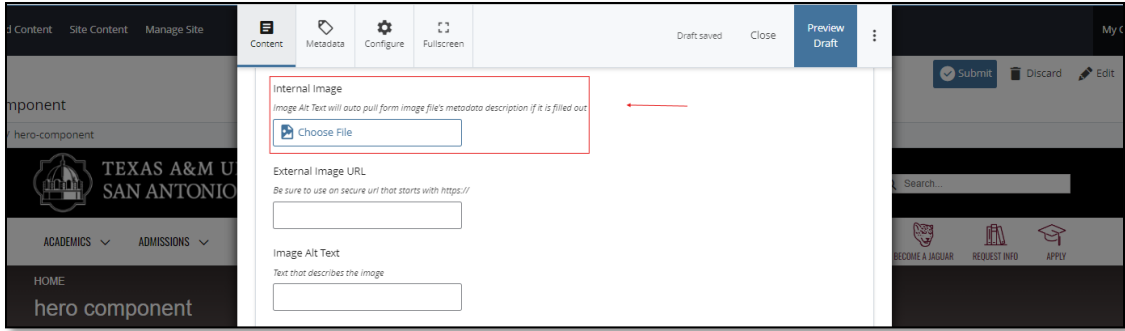 d Content Site Content Manage Site
Content Metadata Configure Fullscreen Draft saved Close Preview Draft
My C
Submit Discard Edit
mponent
/ hero-component
Internal Image
Image Alt Text will auto pull form image file's metadata description if it is filled out
Choose File
External Image URL
Be sure to use an secure url that starts with https://
Image Alt Text
Text that describes the image
TEXAS A&M U
SAN ANTONIO
Search...
ACADEMICS ADMISSIONS
BECOME A JAGUAR REQUEST INFO APPLY
HOME
hero component